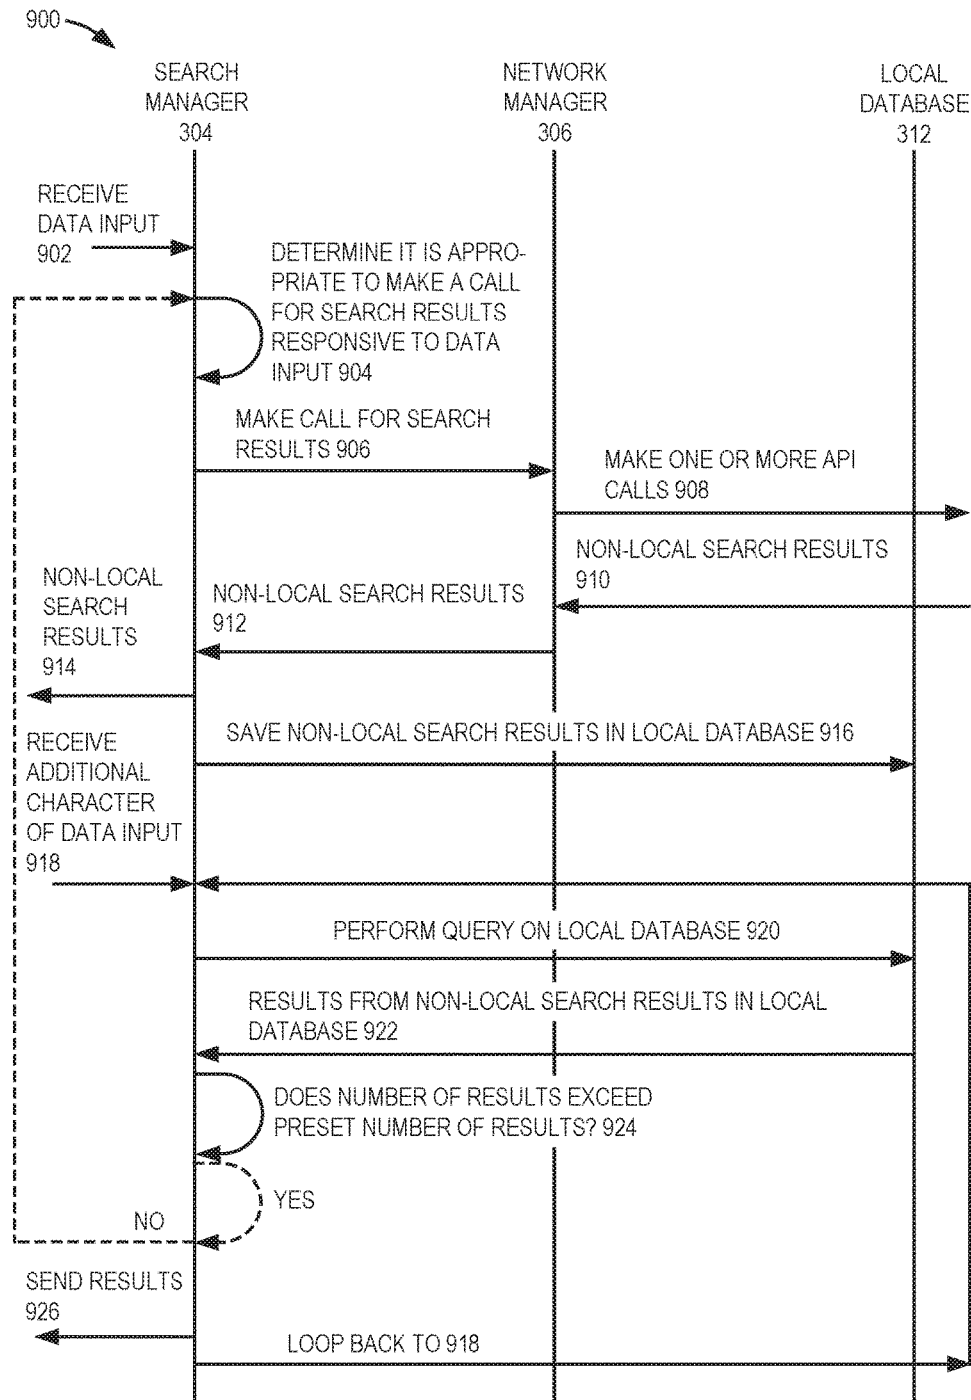 900
SEARCH
MANAGER
304
NETWORK
MANAGER
306
LOCAL
DATABASE
312
RECEIVE
DATA INPUT
902
DETERMINE IT IS APPRO-
PRIATE TO MAKE A CALL
FOR SEARCH RESULTS
RESPONSIVE TO DATA
INPUT 904
MAKE CALL FOR SEARCH
RESULTS 906
MAKE ONE OR MORE API
CALLS 908
NON-LOCAL SEARCH RESULTS
910
NON-LOCAL SEARCH RESULTS
912
NON-LOCAL
SEARCH
RESULTS
914
SAVE NON-LOCAL SEARCH RESULTS IN LOCAL DATABASE 916
RECEIVE
ADDITIONAL
CHARACTER
OF DATA INPUT
918
PERFORM QUERY ON LOCAL DATABASE 920
RESULTS FROM NON-LOCAL SEARCH RESULTS IN LOCAL
DATABASE 922
DOES NUMBER OF RESULTS EXCEED
PRESET NUMBER OF RESULTS? 924
YES
NO
SEND RESULTS
926
LOOP BACK TO 918